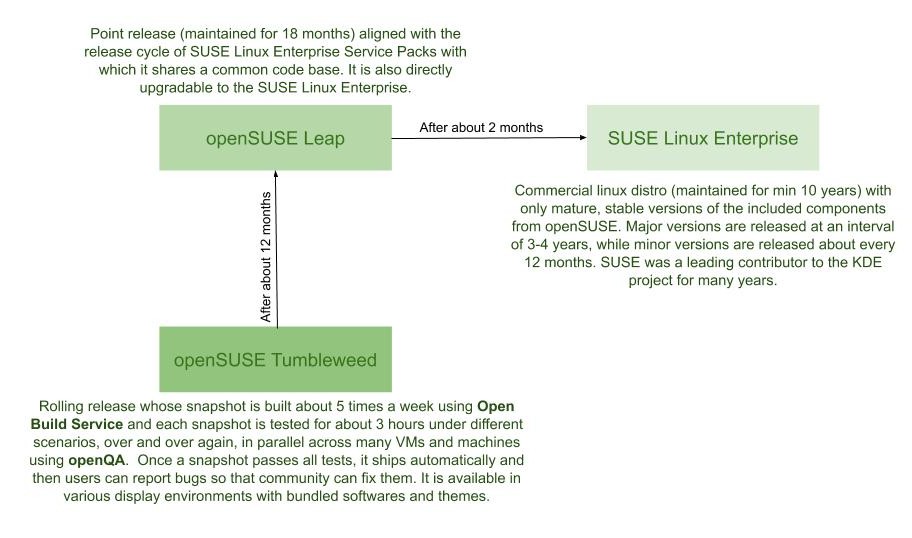 Point release (maintained for 18 months) aligned with the
release cycle of SUSE Linux Enterprise Service Packs with
which it shares a common code base. It is also directly
upgradable to the SUSE Linux Enterprise.
openSUSE Leap
After about 2 months
SUSE Linux Enterprise
Commercial linux distro (maintained for min 10 years) with
only mature, stable versions of the included components
from openSUSE. Major versions are released at an interval
of 3-4 years, while minor versions are released about every
12 months. SUSE was a leading contributor to the KDE
project for many years.
After about 12 months
openSUSE Tumbleweed
Rolling release whose snapshot is built about 5 times a week using Open
Build Service and each snapshot is tested for about 3 hours under different
scenarios, over and over again, in parallel across many VMs and machines
using openQA. Once a snapshot passes all tests, it ships automatically and
then users can report bugs so that community can fix them. It is available in
various display environments with bundled softwares and themes.